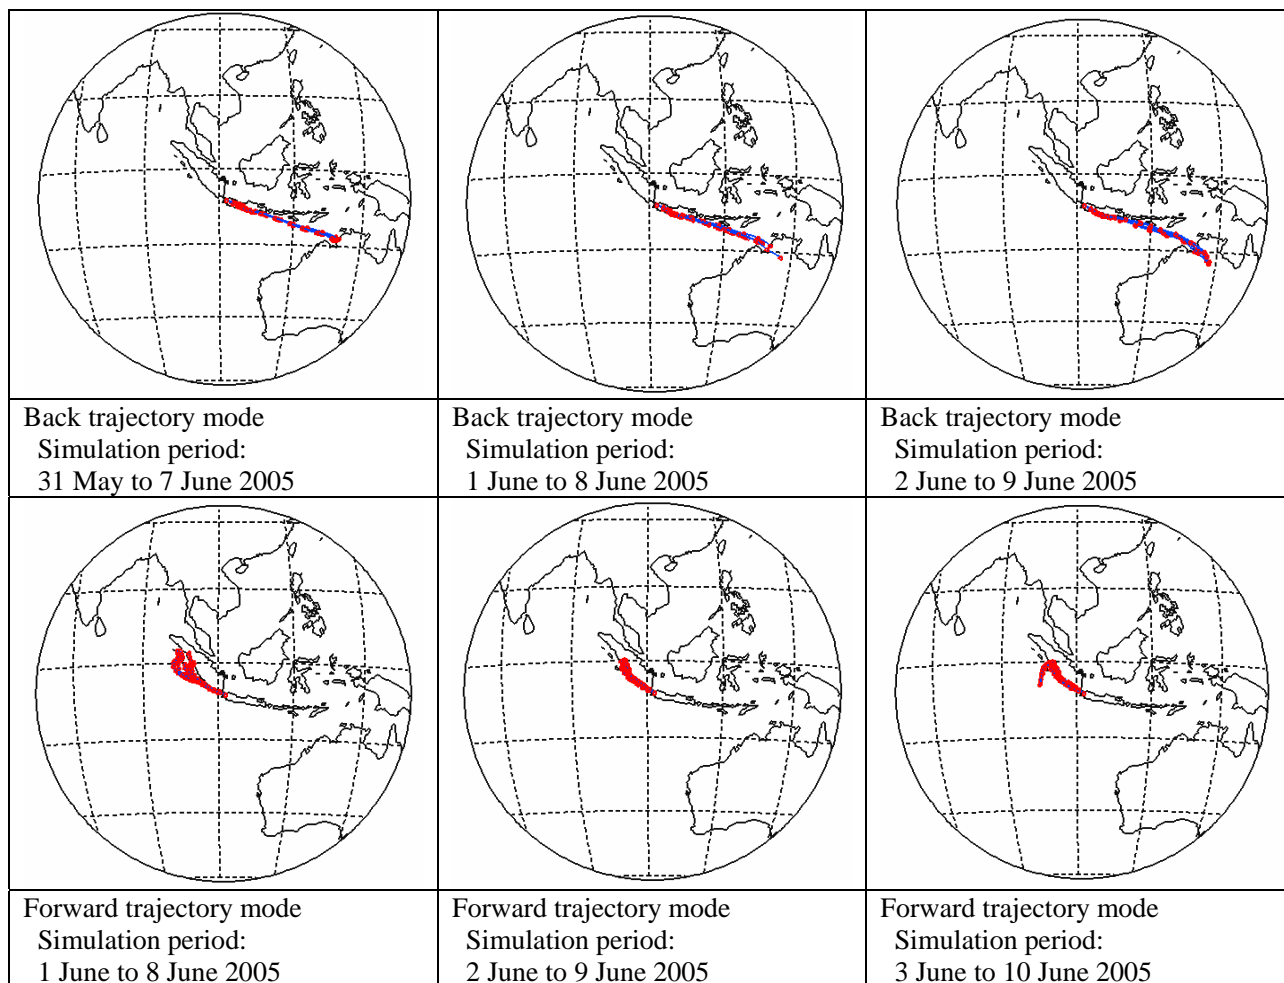 Back trajectory mode
Simulation period:
31 May to 7 June 2005
Back trajectory mode
Simulation period:
1 June to 8 June 2005
Back trajectory mode
Simulation period:
2 June to 9 June 2005
Forward trajectory mode
Simulation period:
1 June to 8 June 2005
Forward trajectory mode
Simulation period:
2 June to 9 June 2005
Forward trajectory mode
Simulation period:
3 June to 10 June 2005